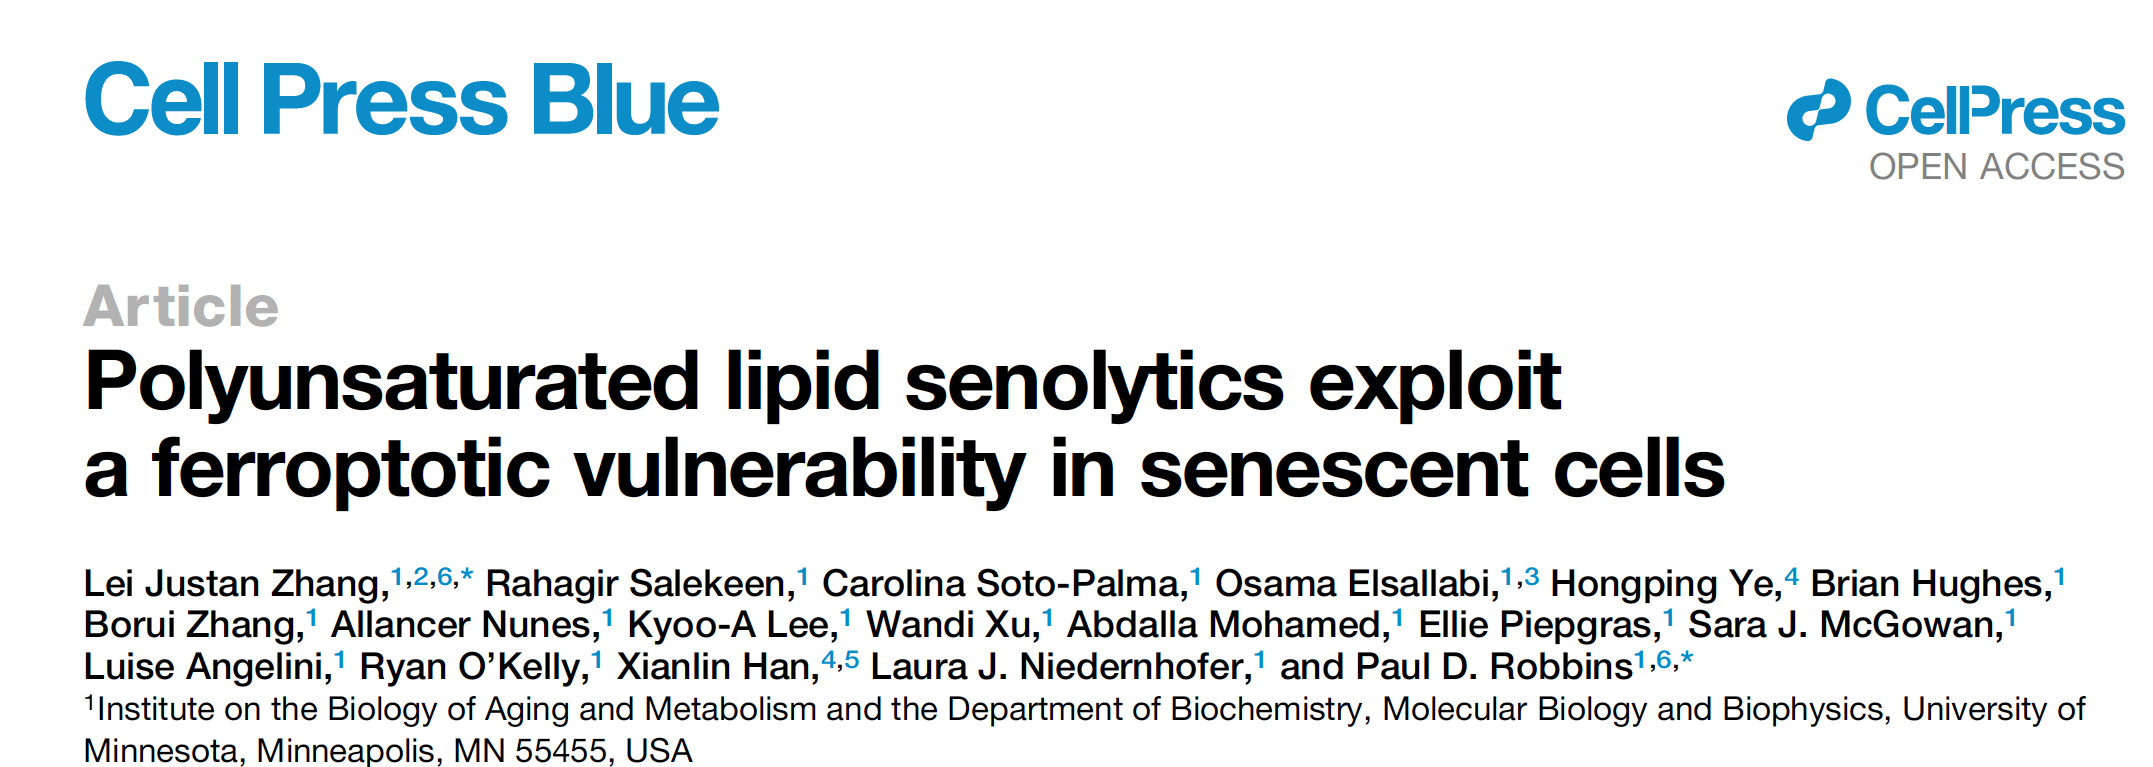 Cell Press Blue
CellPress
OPEN ACCESS
Article
Polyunsaturated lipid senolytics exploit
a ferroptotic vulnerability in senescent cells
Lei Justan Zhang,1,2,6,* Rahagir Salekeen,1 Carolina Soto-Palma,1 Osama Elsallabi,1,3 Hongping Ye,4 Brian Hughes,1
Borui Zhang,1 Allancer Nunes,1 Kyoo-A Lee,1 Wandi Xu,1 Abdalla Mohamed,1 Ellie Piepgras,1 Sara J. McGowan,1
Luise Angelini,1 Ryan O’Kelly,1 Xianlin Han,4,5 Laura J. Niedernhofer,1 and Paul D. Robbins1,6,*
1Institute on the Biology of Aging and Metabolism and the Department of Biochemistry, Molecular Biology and Biophysics, University of
Minnesota, Minneapolis, MN 55455, USA